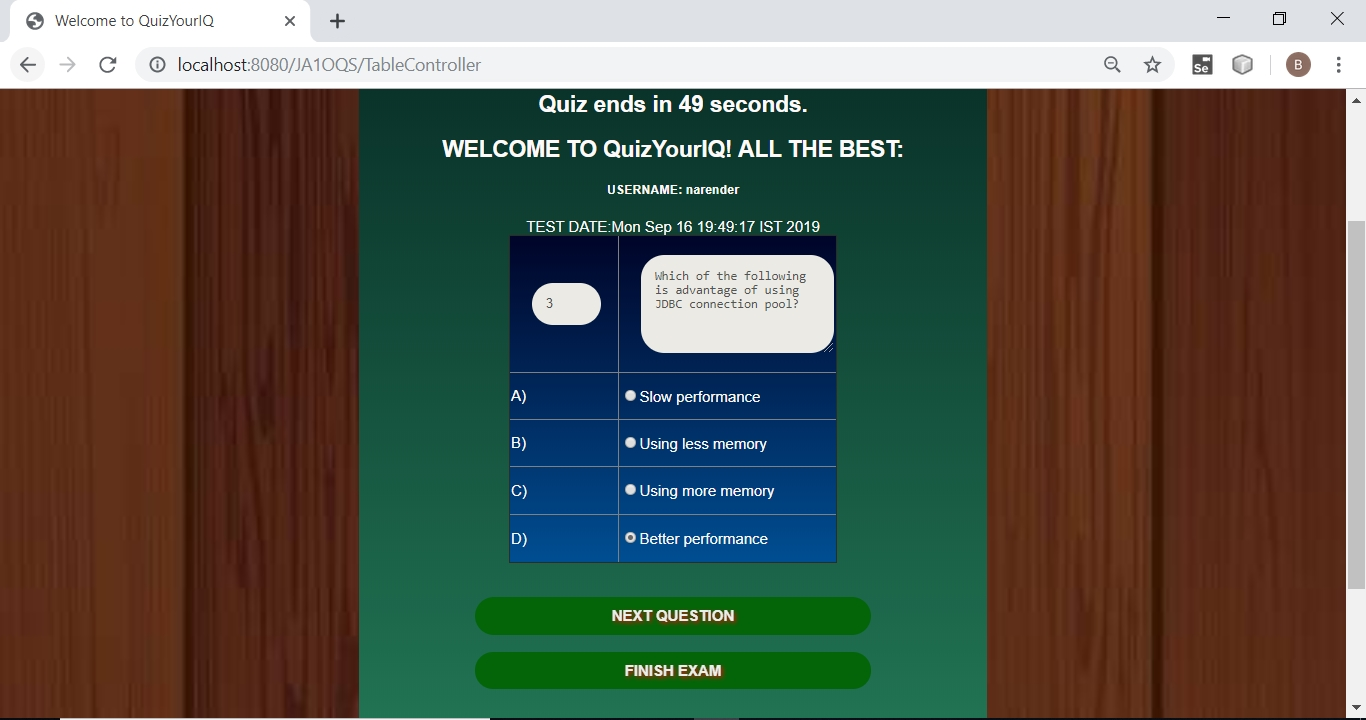 Welcome to QuizYourIQ
localhost:8080/JA1OQS/TableController
Se
B
Quiz ends in 49 seconds.
WELCOME TO QuizYourIQ! ALL THE BEST:
USERNAME: narender
TEST DATE:Mon Sep 16 19:49:17 IST 2019
3
Which of the following
is advantage of using
JDBC connection pool?
A) Slow performance
B) Using less memory
C) Using more memory
D) Better performance
NEXT QUESTION
FINISH EXAM